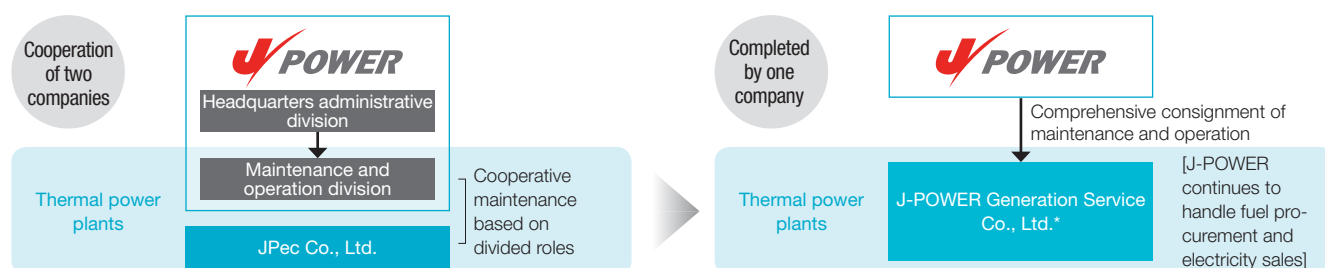 Cooperation
of two
companies
J POWER
Headquarters administrative
division
Maintenance and
operation division
Thermal power
plants
JPec Co., Ltd.
Cooperative
maintenance
based on
divided roles
Completed
by one
company
J POWER
Comprehensive consignment of
maintenance and operation
Thermal power
plants
J-POWER Generation Service
Co., Ltd.*
[J-POWER
continues to
handle fuel pro-
curement and
electricity sales]